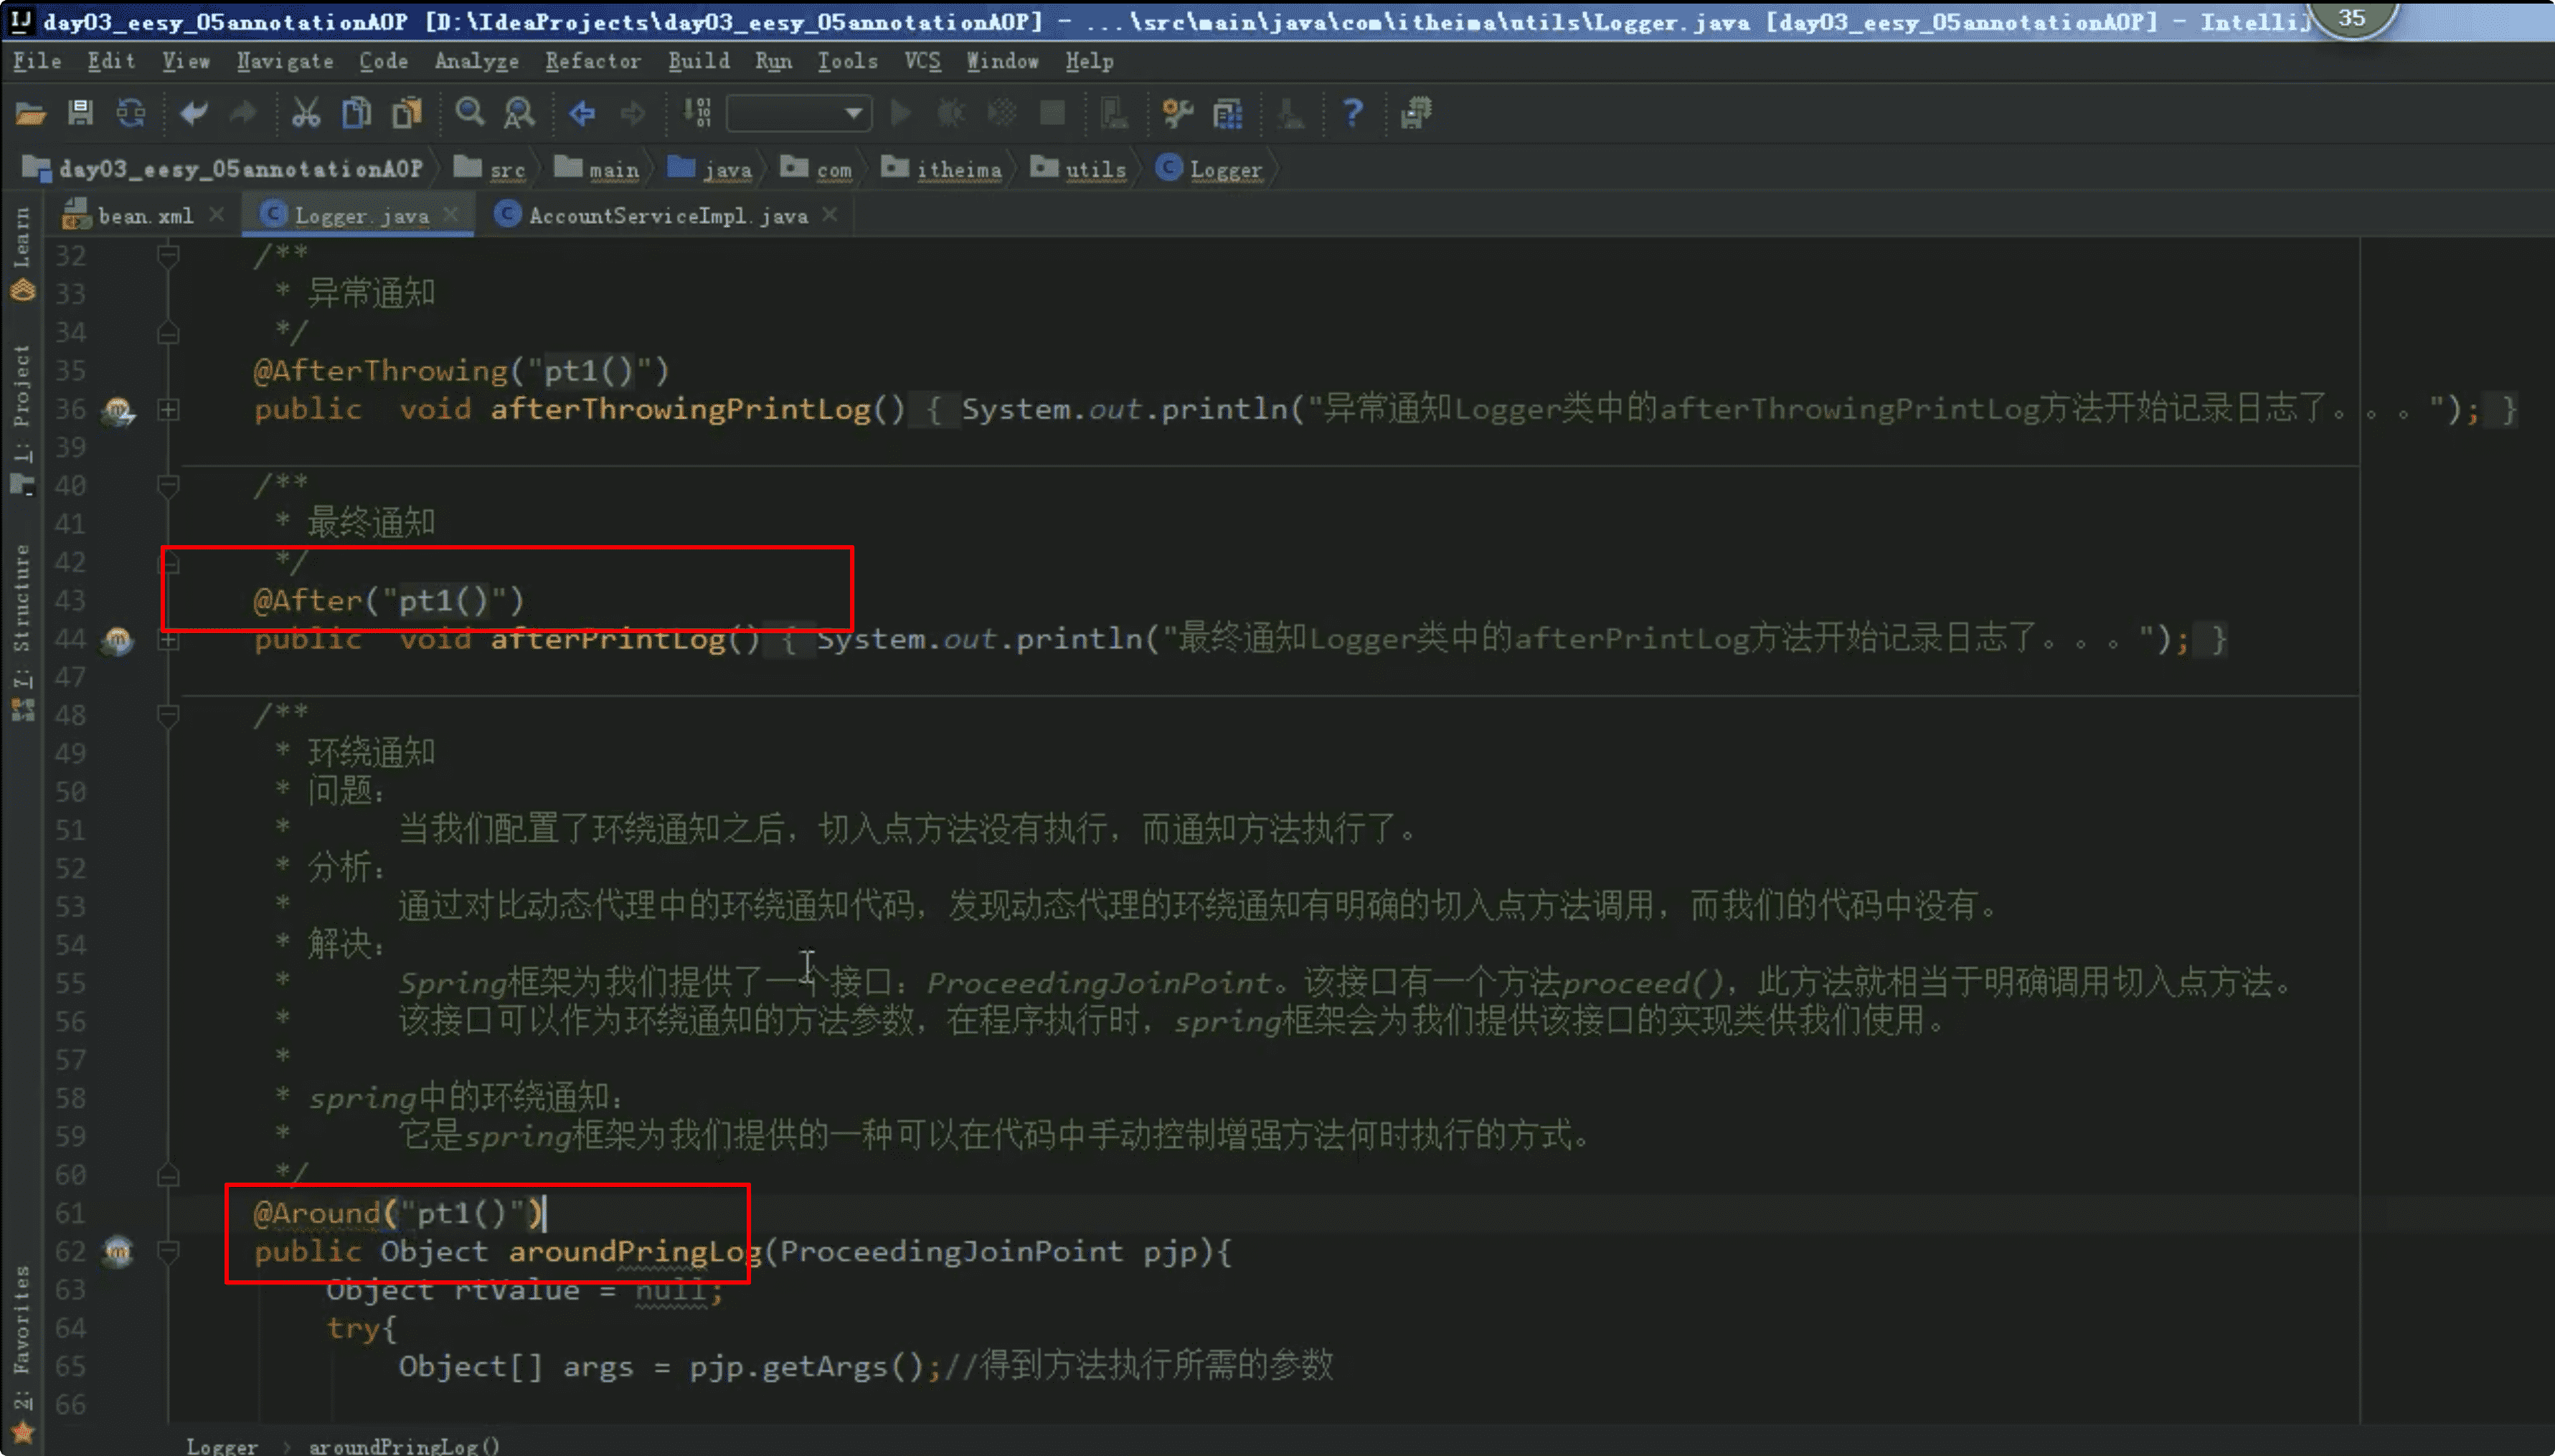 day03_eesy_05annotationAOP [D:\IdeaProjects\day03_eesy_05annotationAOP] - ...\src\main\java\com\itheima\utils\Logger.java [day03_eesy_05annotationAOP] - Intellij
35
File Edit View Navigate Code Analyze Refactor Build Run Tools VCS Window Help
day03_eesy_05annotationAOP src main java com itheima utils Logger
bean.xml Logger.java AccountServiceImpl.java
Learn
1: Project
7: Structure
2: Favorites
32 /**
33 * 异常通知
34 */
35 @AfterThrowing("pt1()")
36 public void afterThrowingPrintLog() { System.out.println("异常通知Logger类中的afterThrowingPrintLog方法开始记录日志了。。。"); }
39
40 /**
41 * 最终通知
42 */
43 @After("pt1()")
44 public void afterPrintLog() { System.out.println("最终通知Logger类中的afterPrintLog方法开始记录日志了。。。"); }
47
48 /**
49 * 环绕通知
50 * 问题：
51 * 当我们配置了环绕通知之后，切入点方法没有执行，而通知方法执行了。
52 * 分析：
53 * 通过对比动态代理中的环绕通知代码，发现动态代理的环绕通知有明确的切入点方法调用，而我们的代码中没有。
54 * 解决：
55 * Spring框架为我们提供了一个接口：ProceedingJoinPoint。该接口有一个方法proceed()，此方法就相当于明确调用切入点方法。
56 * 该接口可以作为环绕通知的方法参数，在程序执行时，spring框架会为我们提供该接口的实现类供我们使用。
57 *
58 * spring中的环绕通知：
59 * 它是spring框架为我们提供的一种可以在代码中手动控制增强方法何时执行的方式。
60 */
61 @Around("pt1()")
62 public Object aroundPringLog(ProceedingJoinPoint pjp){
63 Object rtValue = null;
64 try{
65 Object[] args = pjp.getArgs();//得到方法执行所需的参数
66
Logger › aroundPringLog()